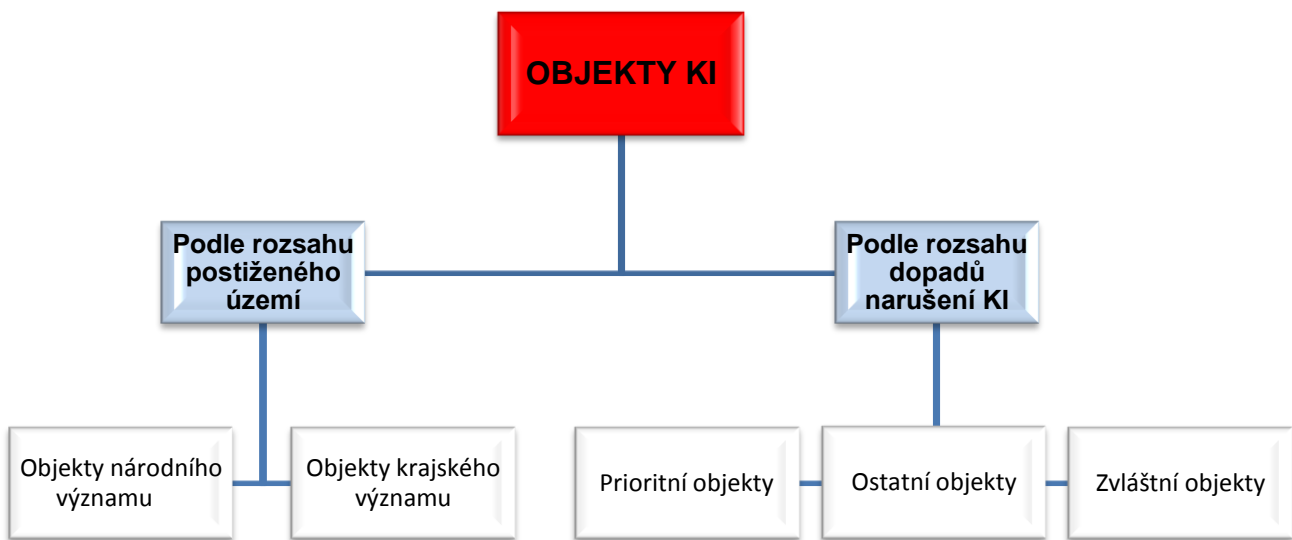 OBJEKTY KI
Podle rozsahu
postiženého
území
Podle rozsahu
dopadů
narušení KI
Objekty národního
významu
Objekty krajského
významu
Prioritní objekty
Ostatní objekty
Zvláštní objekty